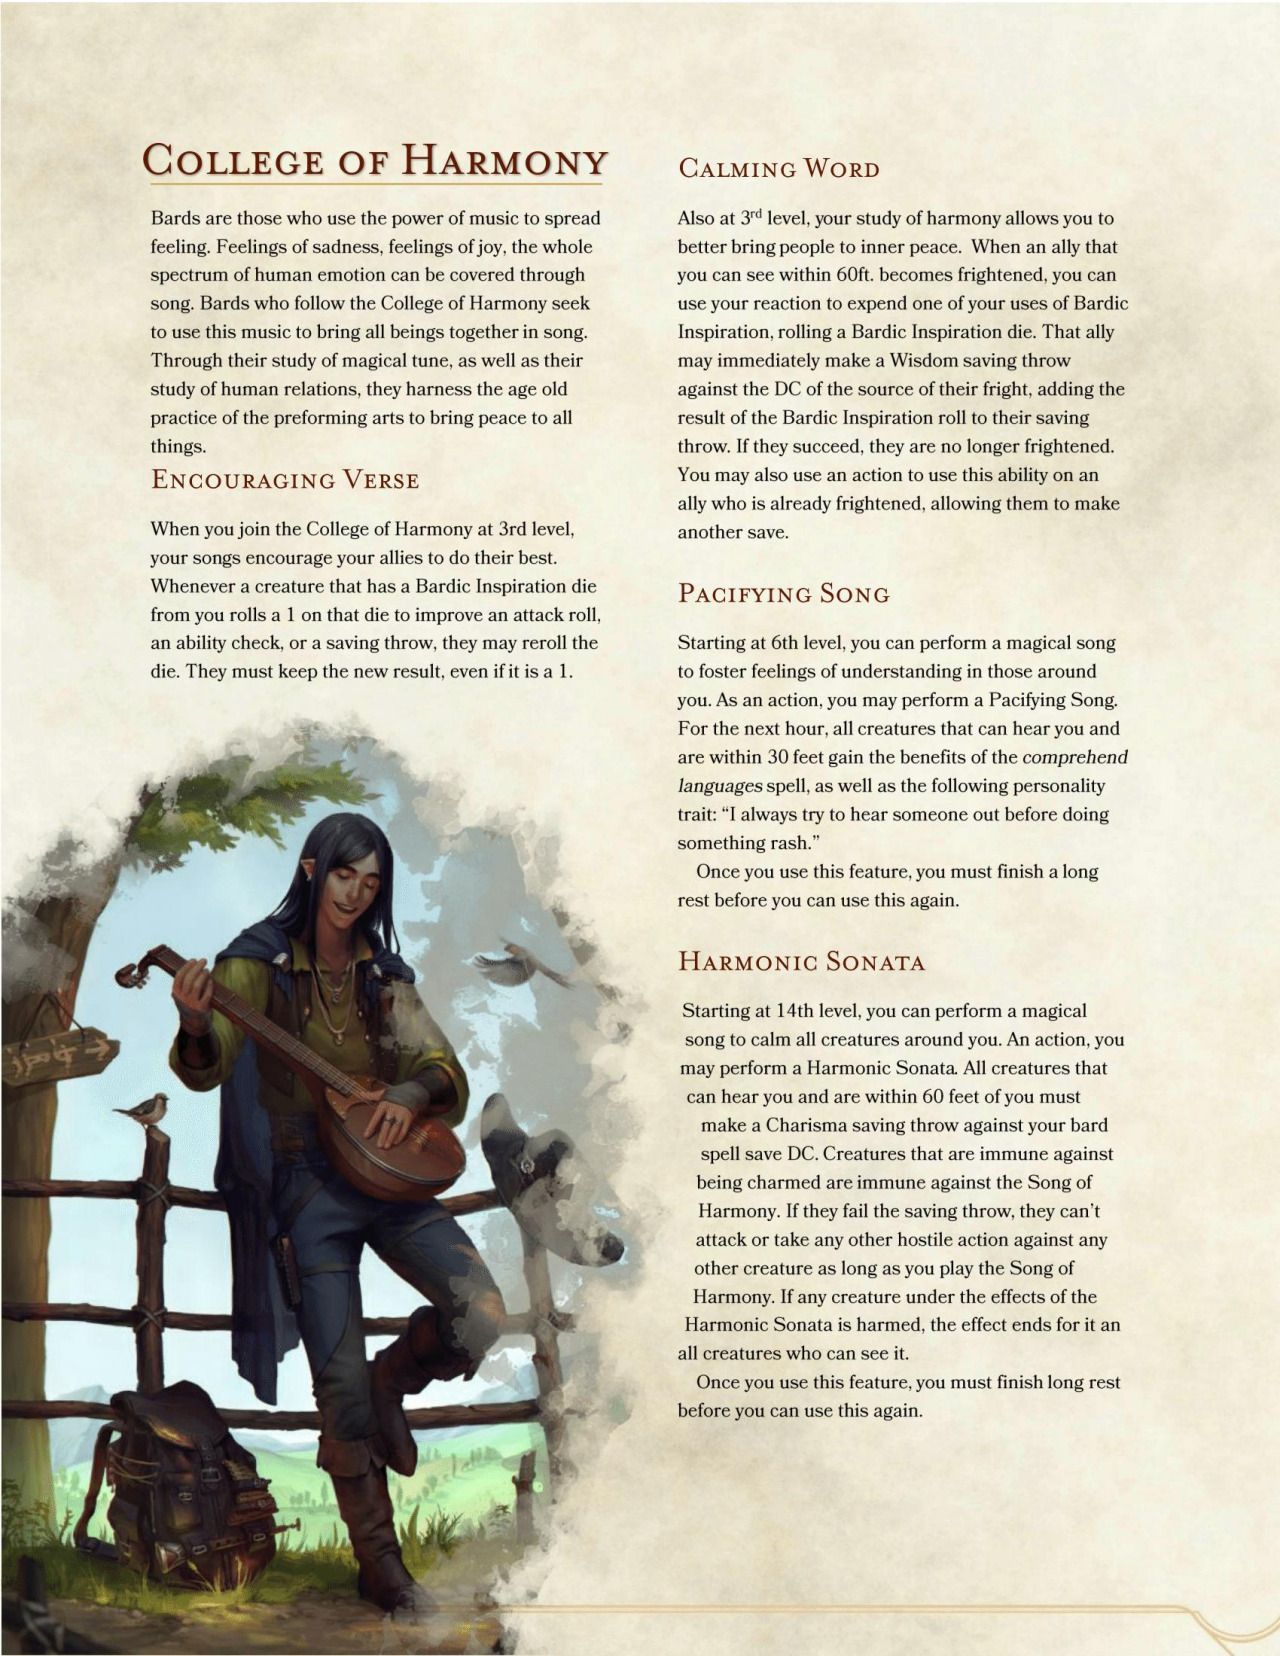 College of Harmony
Bards are those who use the power of music to spread
feeling. Feelings of sadness, feelings of joy, the whole
spectrum of human emotion can be covered through
song. Bards who follow the College of Harmony seek
to use this music to bring all beings together in song.
Through their study of magical tune, as well as their
study of human relations, they harness the age old
practice of the preforming arts to bring peace to all
things.
Encouraging Verse
When you join the College of Harmony at 3rd level,
your songs encourage your allies to do their best.
Whenever a creature that has a Bardic Inspiration die
from you rolls a 1 on that die to improve an attack roll,
an ability check, or a saving throw, they may reroll the
die. They must keep the new result, even if it is a 1.
Calming Word
Also at 3rd level, your study of harmony allows you to
better bring people to inner peace. When an ally that
you can see within 60ft. becomes frightened, you can
use your reaction to expend one of your uses of Bardic
Inspiration, rolling a Bardic Inspiration die. That ally
may immediately make a Wisdom saving throw
against the DC of the source of their fright, adding the
result of the Bardic Inspiration roll to their saving
throw. If they succeed, they are no longer frightened.
You may also use an action to use this ability on an
ally who is already frightened, allowing them to make
another save.
Pacifying Song
Starting at 6th level, you can perform a magical song
to foster feelings of understanding in those around
you. As an action, you may perform a Pacifying Song.
For the next hour, all creatures that can hear you and
are within 30 feet gain the benefits of the comprehend
languages spell, as well as the following personality
trait: “I always try to hear someone out before doing
something rash.”
Once you use this feature, you must finish a long
rest before you can use this again.
Harmonic Sonata
Starting at 14th level, you can perform a magical
song to calm all creatures around you. An action, you
may perform a Harmonic Sonata. All creatures that
can hear you and are within 60 feet of you must
make a Charisma saving throw against your bard
spell save DC. Creatures that are immune against
being charmed are immune against the Song of
Harmony. If they fail the saving throw, they can’t
attack or take any other hostile action against any
other creature as long as you play the Song of
Harmony. If any creature under the effects of the
Harmonic Sonata is harmed, the effect ends for it an
all creatures who can see it.
Once you use this feature, you must finish long rest
before you can use this again.